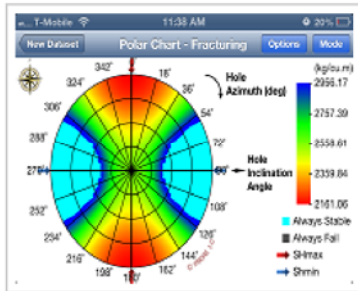 T-Mobile 11:38 AM 20%
New Dataset Polar Chart - Fracturing Options Mode
Hole
Azimuth (deg)
(kg/cu.m)
2956.17
2757.39
2558.61
2359.84
2161.06
342°
18°
324°
36°
306°
54°
288°
72°
270°
Hole
Inclination
Angle
252°
108°
234°
126°
216°
144°
198°
162°
Always Stable
Always Fail
SHmax
Shmin